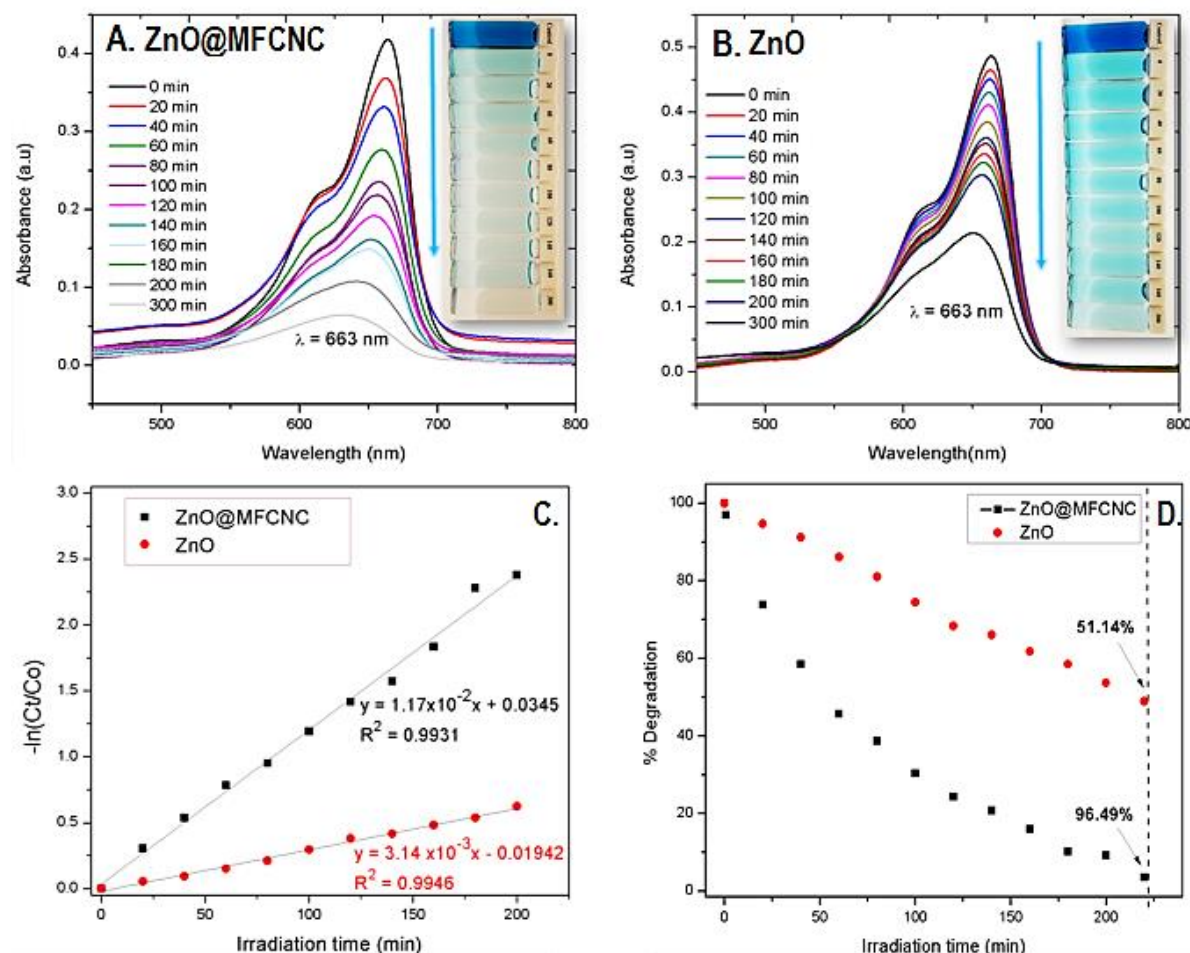 A. ZnO@MFCNC
0 min
20 min
40 min
60 min
80 min
100 min
120 min
140 min
160 min
180 min
200 min
300 min
λ = 663 nm
0.4
0.3
0.2
0.1
0.0
500
600
700
800
Absorbance (a.u)
Wavelength (nm)
Control
B. ZnO
0 min
20 min
40 min
60 min
80 min
100 min
120 min
140 min
160 min
180 min
200 min
300 min
λ = 663 nm
0.5
0.4
0.3
0.2
0.1
0.0
500
600
700
800
Absorbance (a.u)
Wavelength(nm)
Control
C.
ZnO@MFCNC
ZnO
y = 1.17x10⁻²x + 0.0345
R² = 0.9931
y = 3.14 x10⁻³x - 0.01942
R² = 0.9946
3.0
2.5
2.0
1.5
1.0
0.5
0.0
0
50
100
150
200
-ln(Ct/Co)
Irradiation time (min)
D.
ZnO@MFCNC
ZnO
51.14%
96.49%
100
80
60
40
20
0
0
50
100
150
200
% Degradation
Irradiation time (min)